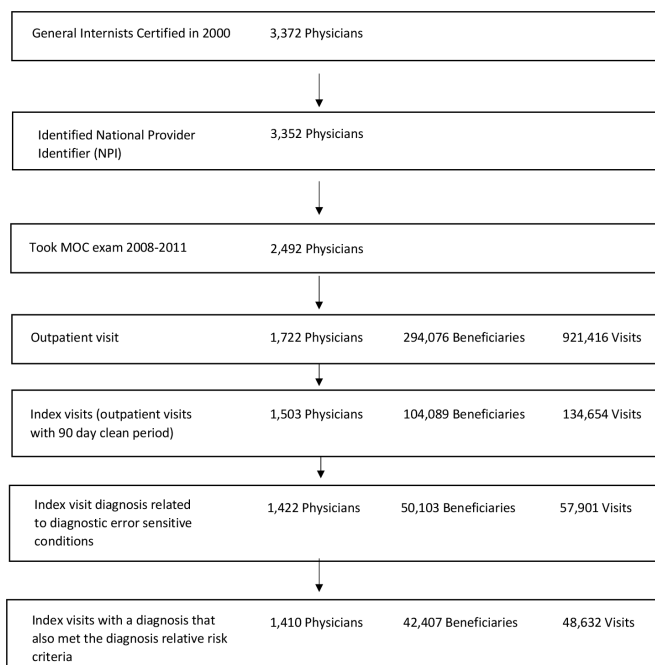 General Internists Certified in 2000 3,372 Physicians
Identified National Provider 3,352 Physicians
Identifier (NPI)
Took MOC exam 2008-2011 2,492 Physicians
Outpatient visit 1,722 Physicians 294,076 Beneficiaries 921,416 Visits
Index visits (outpatient visits 1,503 Physicians 104,089 Beneficiaries 134,654 Visits
with 90 day clean period)
Index visit diagnosis related 1,422 Physicians 50,103 Beneficiaries 57,901 Visits
to diagnostic error sensitive
conditions
Index visits with a diagnosis that 1,410 Physicians 42,407 Beneficiaries 48,632 Visits
also met the diagnosis relative risk
criteria